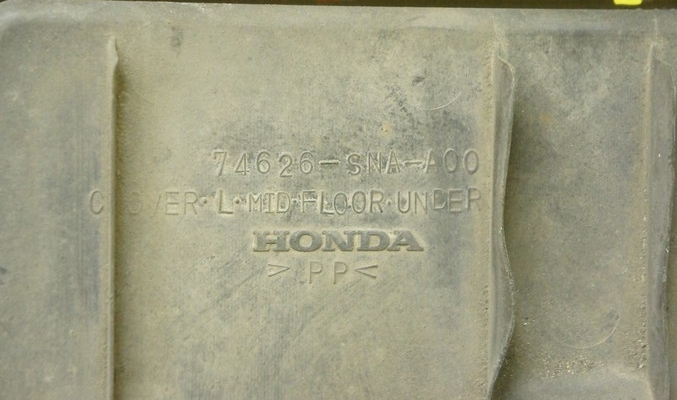 74626-SNA-A00
COVER·L·MID·FLOOR·UNDER
HONDA
>PP<